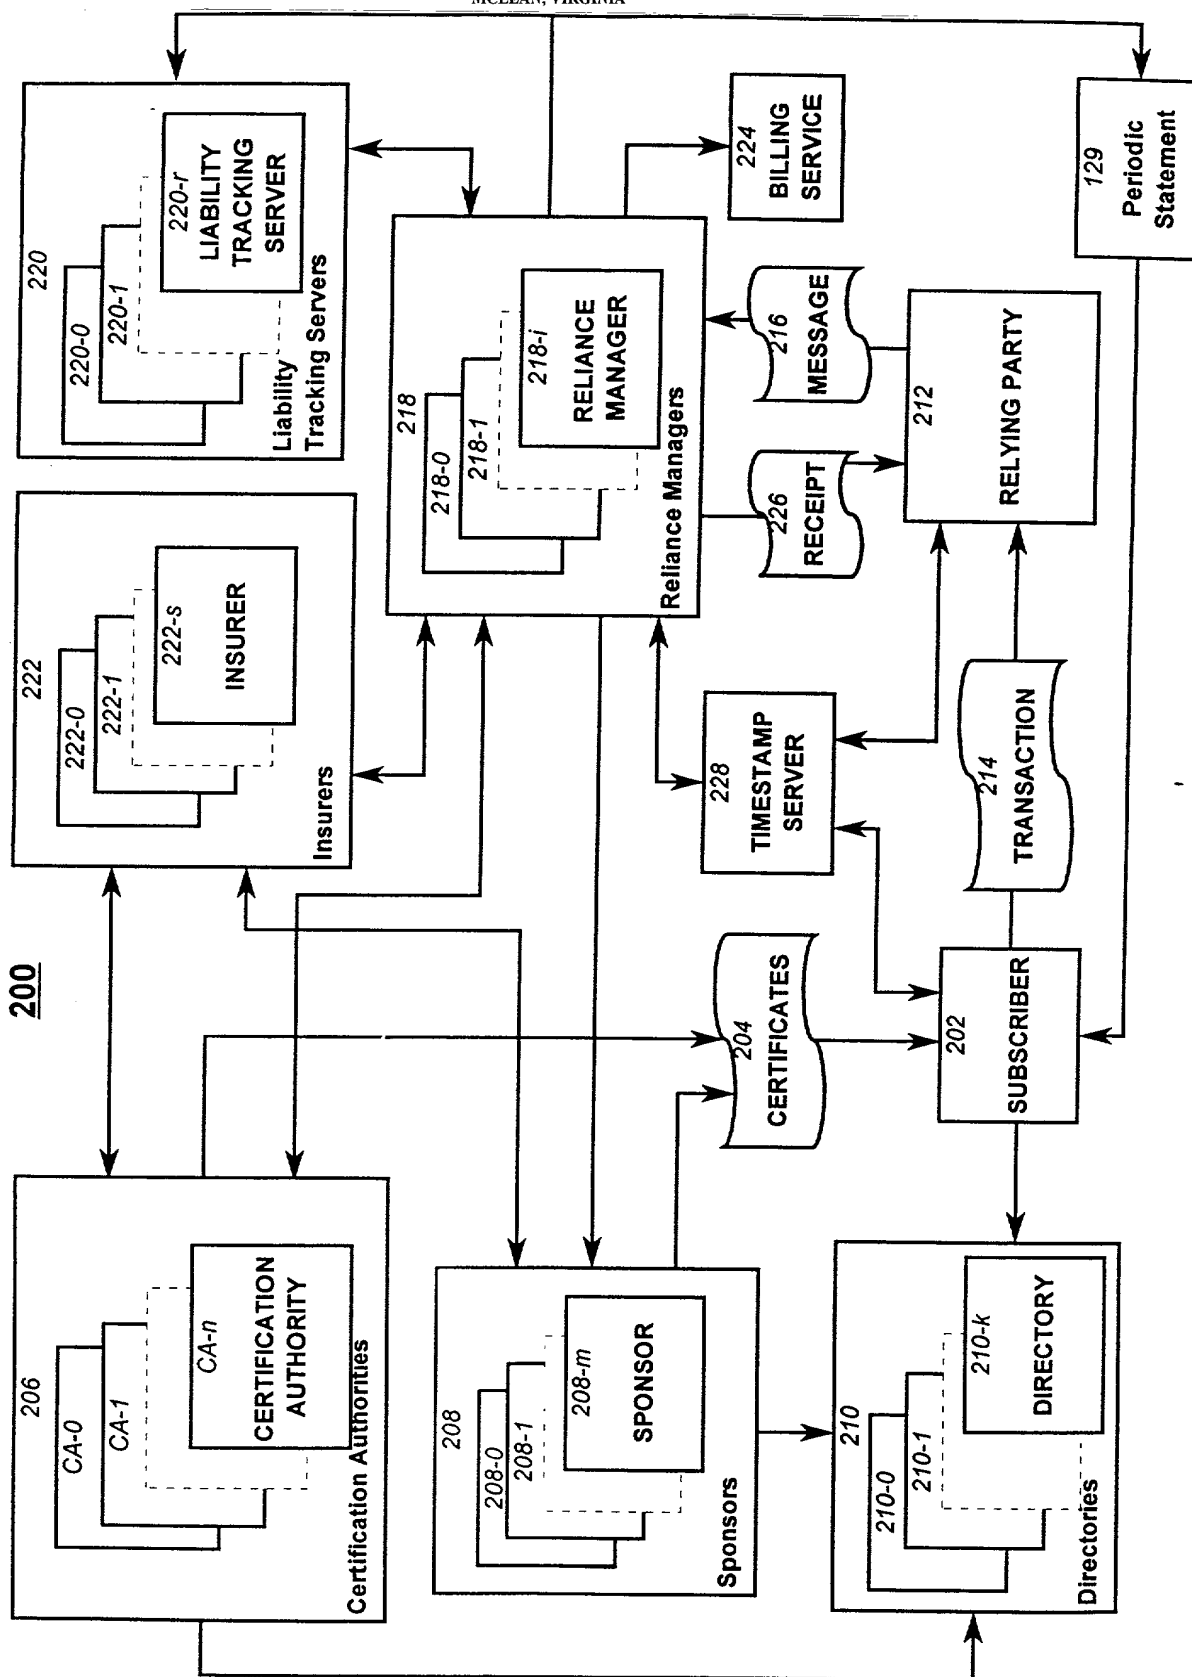 McLEAN, VIRGINIA
200
206
CA-0
CA-1
CA-n
CERTIFICATION
AUTHORITY
Certification Authorities
222
222-0
222-1
222-s
INSURER
Insurers
220
220-0
220-1
220-r
LIABILITY
TRACKING
SERVER
Liability
Tracking Servers
208
208-0
208-1
208-m
SPONSOR
Sponsors
218
218-0
218-1
218-i
RELIANCE
MANAGER
Reliance Managers
224
BILLING
SERVICE
204
CERTIFICATES
228
TIMESTAMP
SERVER
226
RECEIPT
216
MESSAGE
210
210-0
210-1
210-k
DIRECTORY
Directories
202
SUBSCRIBER
214
TRANSACTION
212
RELYING PARTY
129
Periodic
Statement